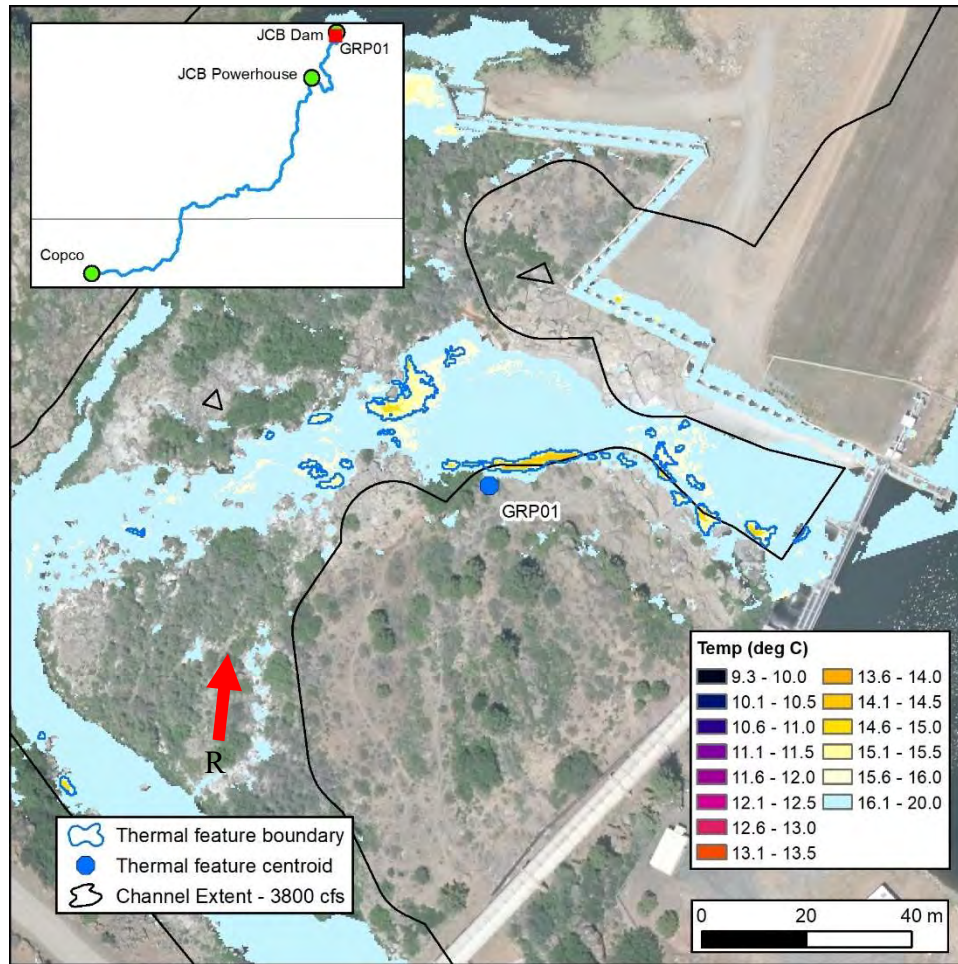 JCB Dam
GRP01
JCB Powerhouse
Copco
GRP01
R
Temp (deg C)
9.3 - 10.0
10.1 - 10.5
10.6 - 11.0
11.1 - 11.5
11.6 - 12.0
12.1 - 12.5
12.6 - 13.0
13.1 - 13.5
13.6 - 14.0
14.1 - 14.5
14.6 - 15.0
15.1 - 15.5
15.6 - 16.0
16.1 - 20.0
Thermal feature boundary
Thermal feature centroid
Channel Extent - 3800 cfs
0 20 40 m